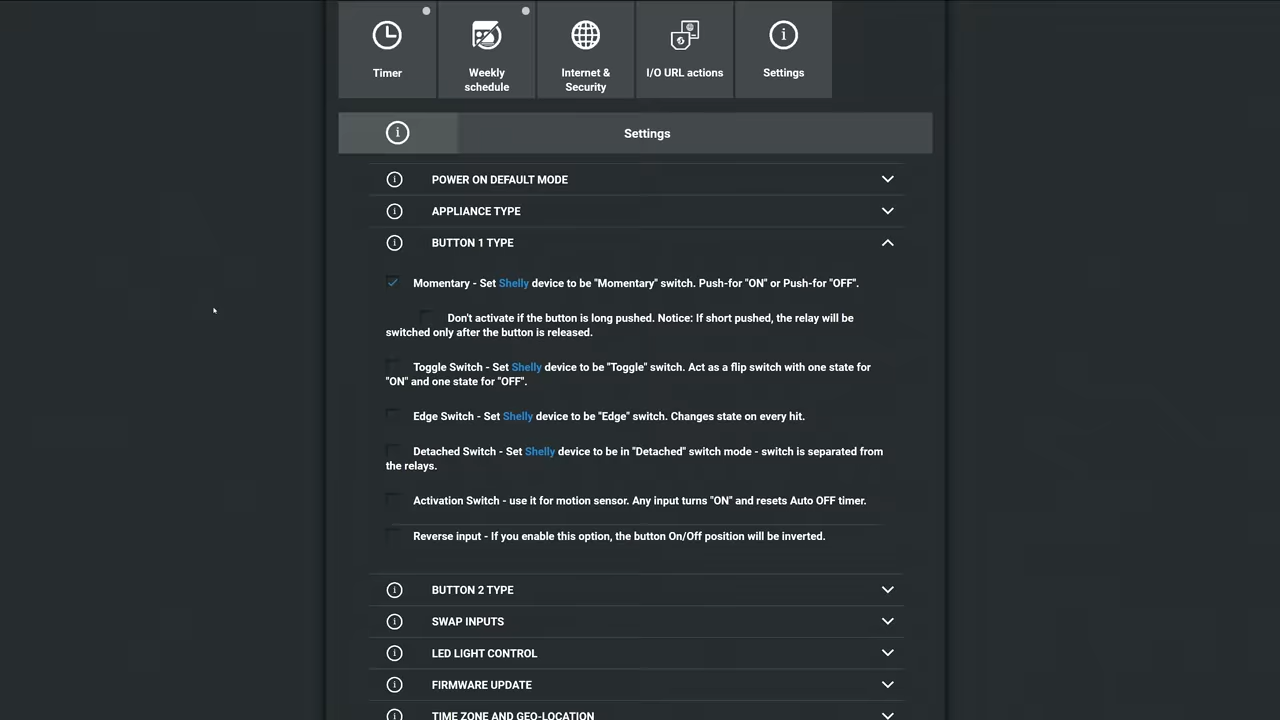 Timer
Weekly
schedule
Internet &
Security
I/O URL actions
Settings
Settings
POWER ON DEFAULT MODE
APPLIANCE TYPE
BUTTON 1 TYPE
Momentary - Set Shelly device to be "Momentary" switch. Push-for "ON" or Push-for "OFF".
Don't activate if the button is long pushed. Notice: If short pushed, the relay will be
switched only after the button is released.
Toggle Switch - Set Shelly device to be "Toggle" switch. Act as a flip switch with one state for
"ON" and one state for "OFF".
Edge Switch - Set Shelly device to be "Edge" switch. Changes state on every hit.
Detached Switch - Set Shelly device to be in "Detached" switch mode - switch is separated from
the relays.
Activation Switch - use it for motion sensor. Any input turns "ON" and resets Auto OFF timer.
Reverse input - If you enable this option, the button On/Off position will be inverted.
BUTTON 2 TYPE
SWAP INPUTS
LED LIGHT CONTROL
FIRMWARE UPDATE
TIME ZONE AND GEO-LOCATION